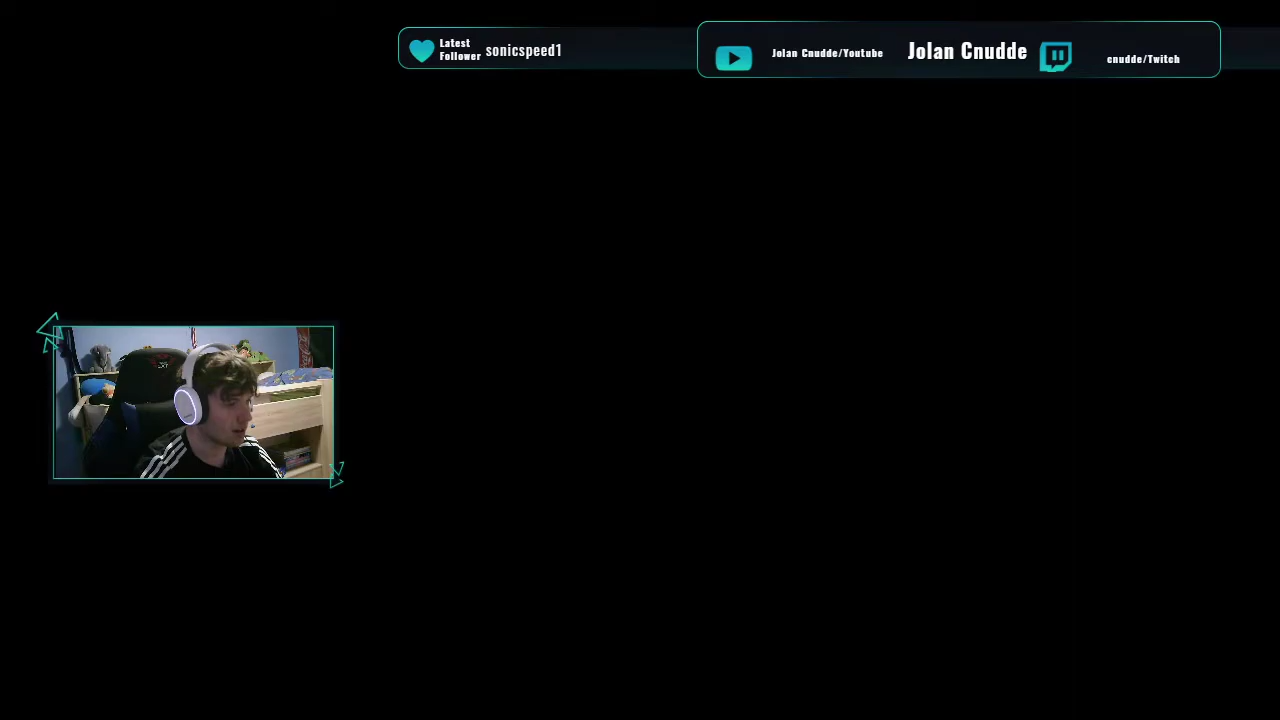 Latest
Follower
sonicspeed1
Jolan Cnudde/Youtube
Jolan Cnudde
cnudde/Twitch